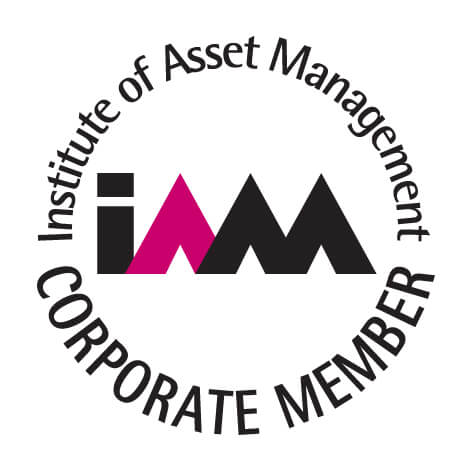 Institute of Asset Management
iAM
CORPORATE MEMBER